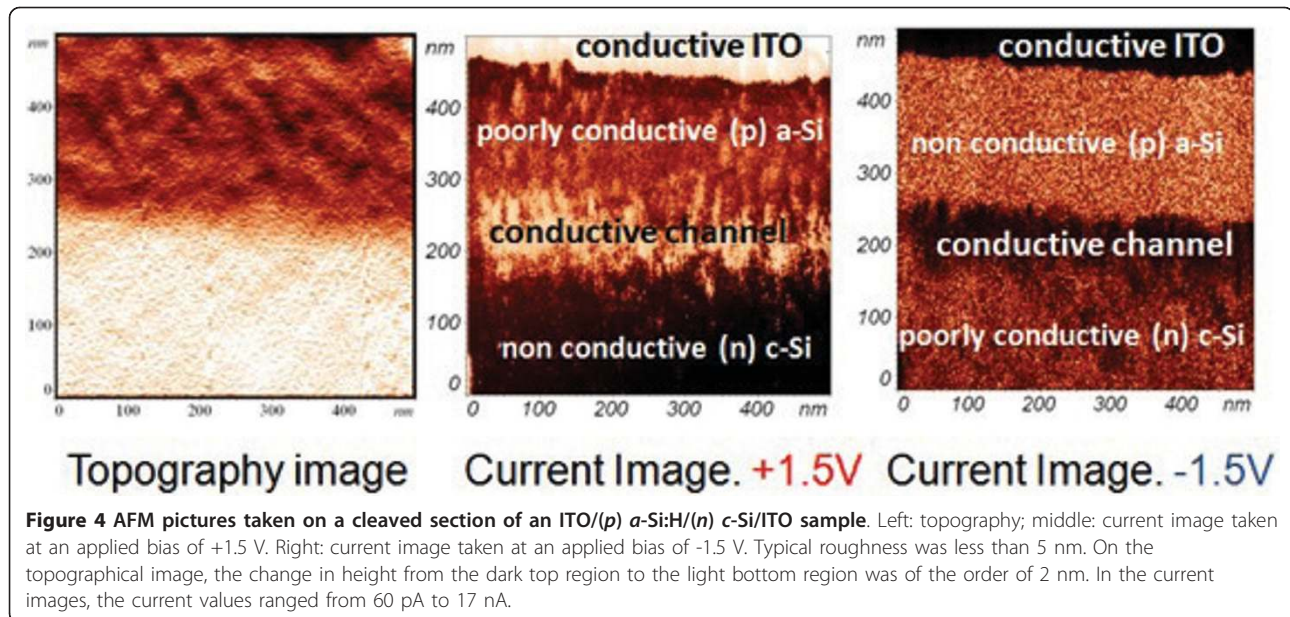 nm
400
300
200
100
0
0 100 200 300 400 nm
Topography image
nm
400
300
200
100
0
0 100 200 300 400 nm
conductive ITO
poorly conductive (p) a-Si
conductive channel
non conductive (n) c-Si
Current Image. +1.5V
nm
400
300
200
100
0
0 100 200 300 400 nm
conductive ITO
non conductive (p) a-Si
conductive channel
poorly conductive (n) c-Si
Current Image. -1.5V
Figure 4 AFM pictures taken on a cleaved section of an ITO/(p) a-Si:H/(n) c-Si/ITO sample. Left: topography; middle: current image taken
at an applied bias of +1.5 V. Right: current image taken at an applied bias of -1.5 V. Typical roughness was less than 5 nm. On the
topographical image, the change in height from the dark top region to the light bottom region was of the order of 2 nm. In the current
images, the current values ranged from 60 pA to 17 nA.